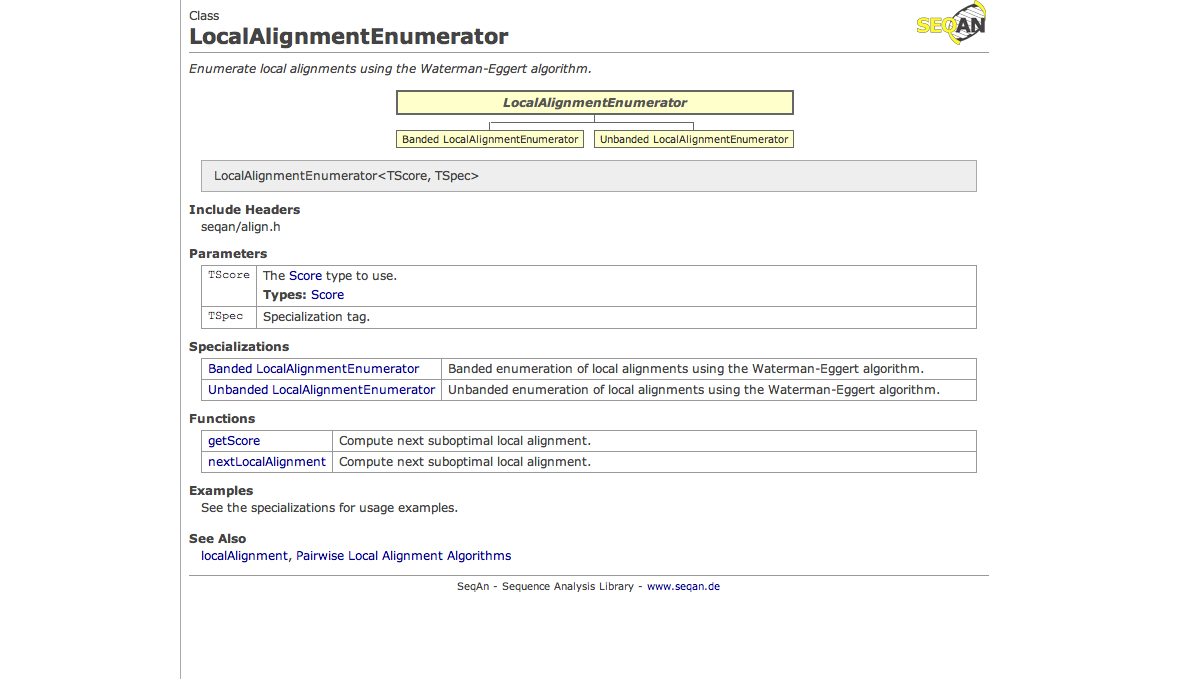 Class
LocalAlignmentEnumerator
SEQAN
Enumerate local alignments using the Waterman-Eggert algorithm.
LocalAlignmentEnumerator
Banded LocalAlignmentEnumerator Unbanded LocalAlignmentEnumerator
LocalAlignmentEnumerator<TScore, TSpec>
Include Headers
seqan/align.h
Parameters
TScore The Score type to use.
Types: Score
TSpec Specialization tag.
Specializations
Banded LocalAlignmentEnumerator Banded enumeration of local alignments using the Waterman-Eggert algorithm.
Unbanded LocalAlignmentEnumerator Unbanded enumeration of local alignments using the Waterman-Eggert algorithm.
Functions
getScore Compute next suboptimal local alignment.
nextLocalAlignment Compute next suboptimal local alignment.
Examples
See the specializations for usage examples.
See Also
localAlignment, Pairwise Local Alignment Algorithms
SeqAn - Sequence Analysis Library - www.seqan.de